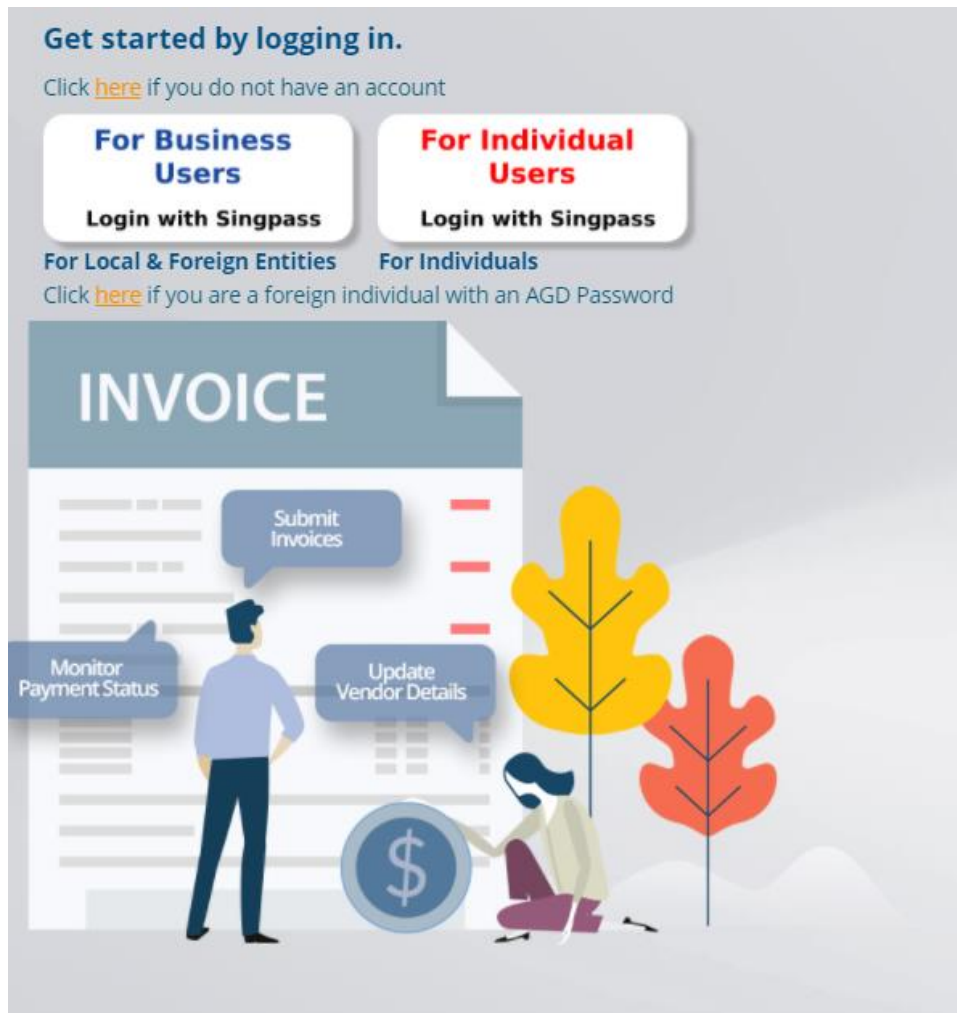 Get started by logging in.
Click here if you do not have an account
For Business
Users
Login with Singpass
For Individual
Users
Login with Singpass
For Local & Foreign Entities
For Individuals
Click here if you are a foreign individual with an AGD Password
INVOICE
Submit
Invoices
Monitor
Payment Status
Update
Vendor Details
$